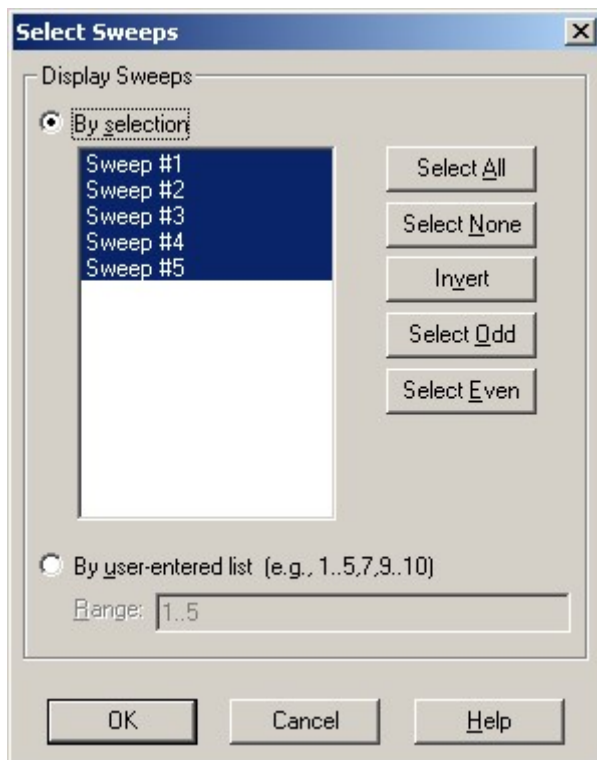 Select Sweeps
Display Sweeps
By selection
Sweep #1
Sweep #2
Sweep #3
Sweep #4
Sweep #5
Select All
Select None
Invert
Select Odd
Select Even
By user-entered list (e.g., 1..5,7,9..10)
Range: 1..5
OK Cancel Help